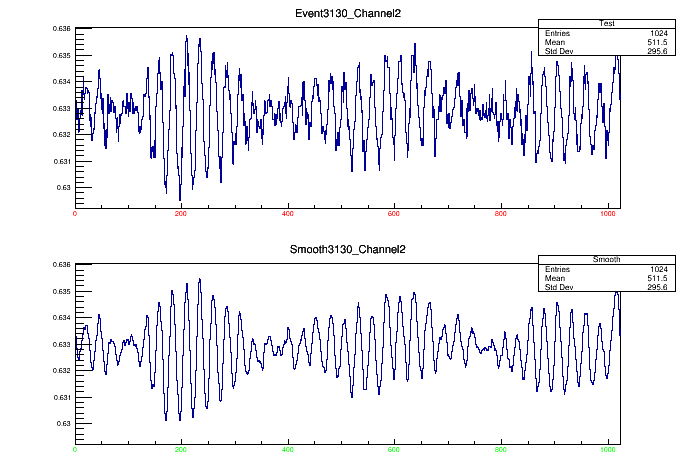 Event3130_Channel2
Test
Entries 1024
Mean 511.5
Std Dev 295.6
0.636
0.635
0.634
0.633
0.632
0.631
0.63
0 200 400 600 800 1000
Smooth3130_Channel2
Smooth
Entries 1024
Mean 511.5
Std Dev 295.6
0.636
0.635
0.634
0.633
0.632
0.631
0.63
0 200 400 600 800 1000